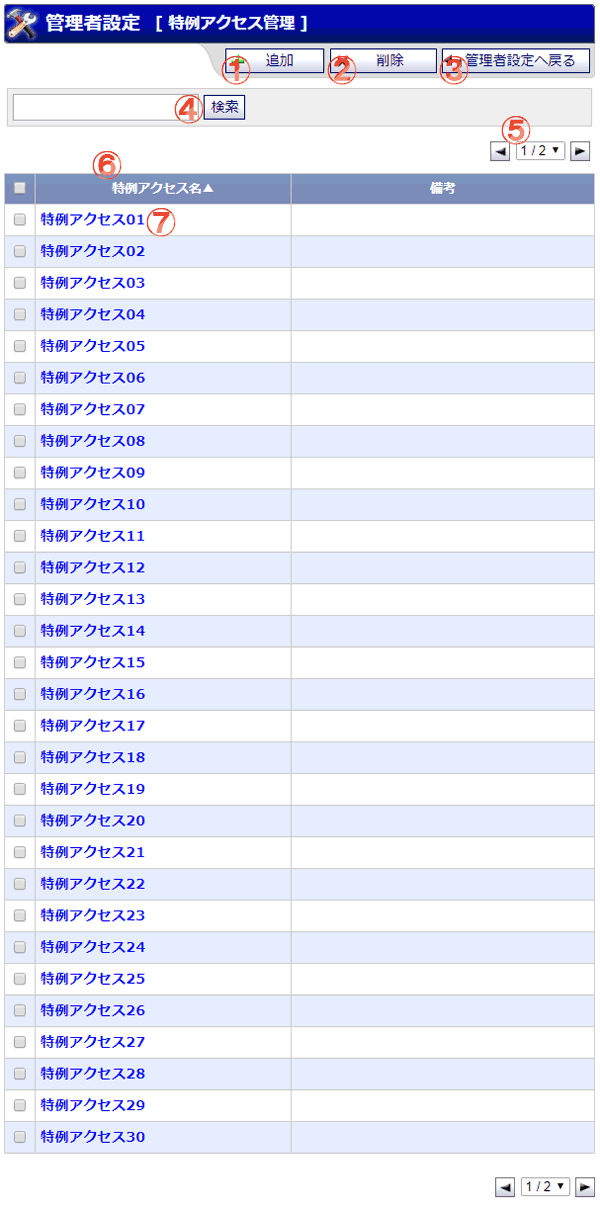 管理者設定 [ 特例アクセス管理 ]
① 追加 ② 削除 ③ 管理者設定へ戻る
④ 検索
⑤
◀ 1 / 2 ▼ ▶
⑥
特例アクセス名▲ 備考
特例アクセス01 ⑦
特例アクセス02
特例アクセス03
特例アクセス04
特例アクセス05
特例アクセス06
特例アクセス07
特例アクセス08
特例アクセス09
特例アクセス10
特例アクセス11
特例アクセス12
特例アクセス13
特例アクセス14
特例アクセス15
特例アクセス16
特例アクセス17
特例アクセス18
特例アクセス19
特例アクセス20
特例アクセス21
特例アクセス22
特例アクセス23
特例アクセス24
特例アクセス25
特例アクセス26
特例アクセス27
特例アクセス28
特例アクセス29
特例アクセス30
◀ 1 / 2 ▼ ▶